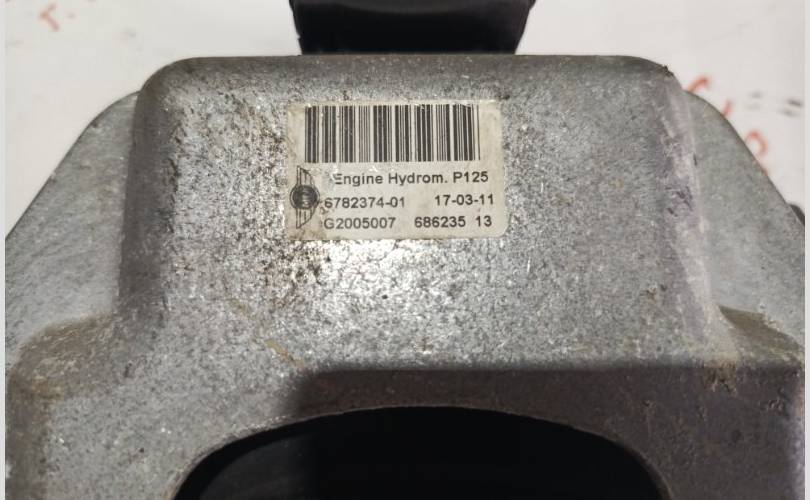 г.
Engine Hydrom. P125
6782374-01 17-03-11
G2005007 686235 13